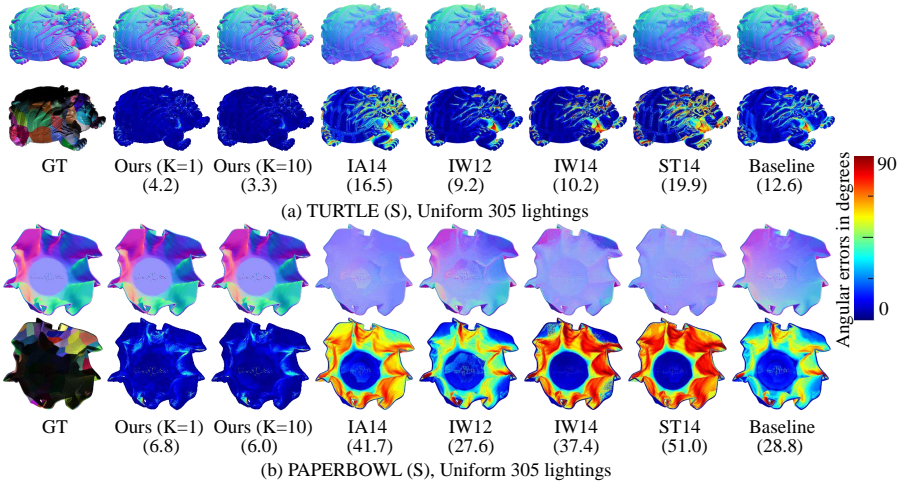 GT Ours (K=1) Ours (K=10) IA14 IW12 IW14 ST14 Baseline
(4.2) (3.3) (16.5) (9.2) (10.2) (19.9) (12.6)
(a) TURTLE (S), Uniform 305 lightings
GT Ours (K=1) Ours (K=10) IA14 IW12 IW14 ST14 Baseline
(6.8) (6.0) (41.7) (27.6) (37.4) (51.0) (28.8)
(b) PAPERBOWL (S), Uniform 305 lightings
90
0
Angular errors in degrees